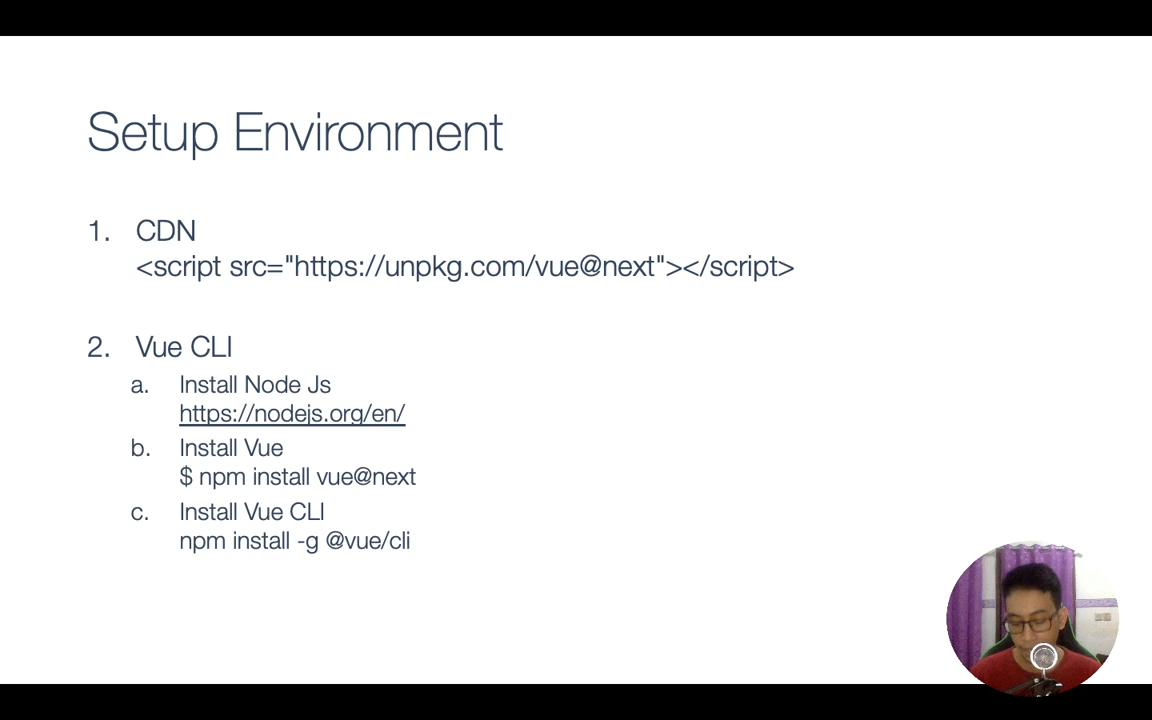 Setup Environment
1. CDN
<script src="https://unpkg.com/vue@next"></script>
2. Vue CLI
a. Install Node Js
https://nodejs.org/en/
b. Install Vue
$ npm install vue@next
c. Install Vue CLI
npm install -g @vue/cli